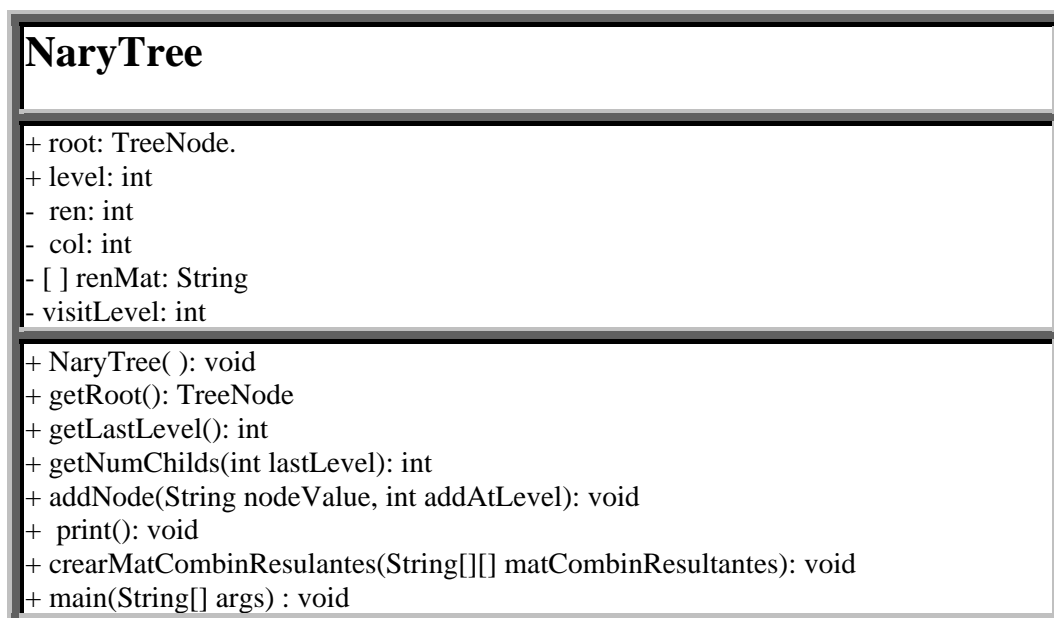 NaryTree
+ root: TreeNode.
+ level: int
- ren: int
- col: int
- [ ] renMat: String
- visitLevel: int
+ NaryTree( ): void
+ getRoot(): TreeNode
+ getLastLevel(): int
+ getNumChilds(int lastLevel): int
+ addNode(String nodeValue, int addAtLevel): void
+ print(): void
+ crearMatCombinResulantes(String[][] matCombinResultantes): void
+ main(String[] args) : void